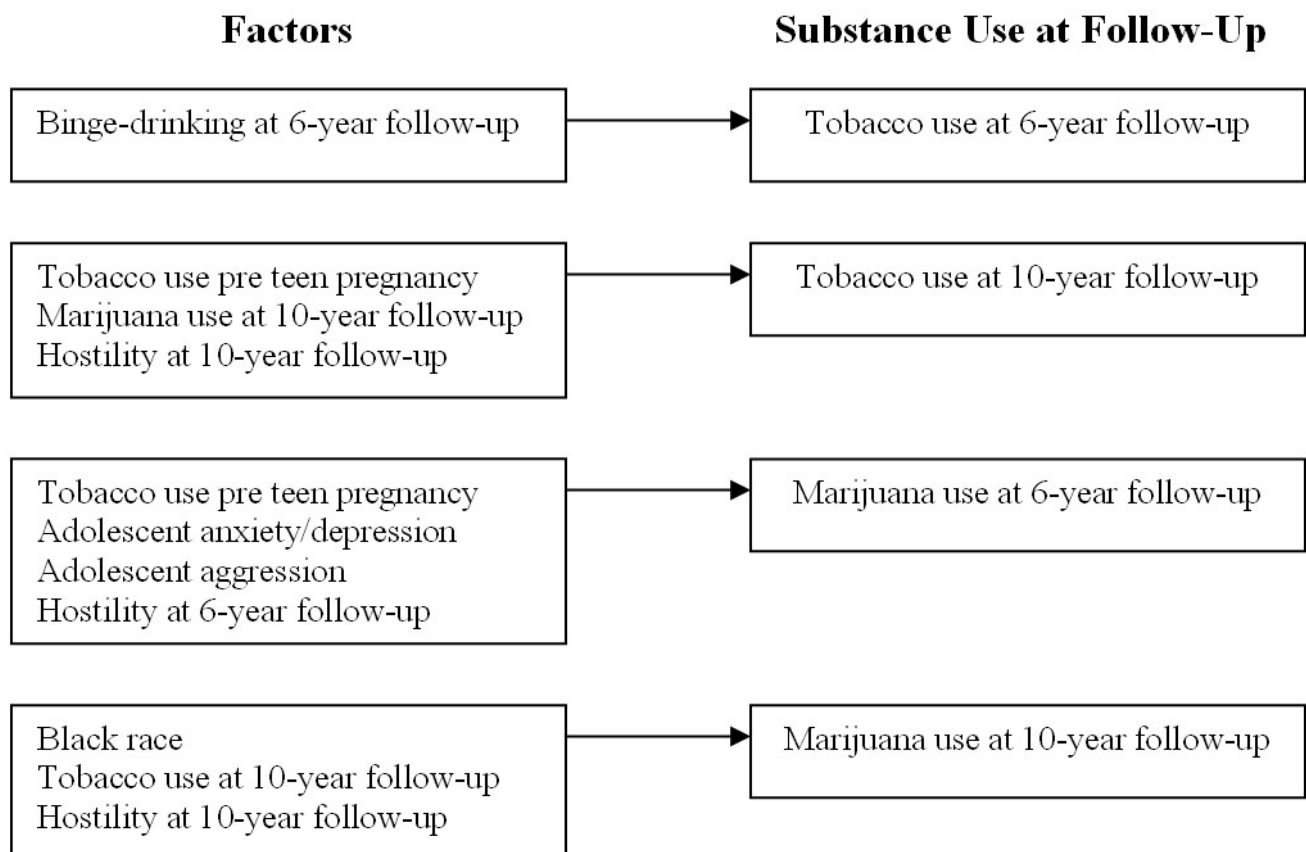 Factors
Substance Use at Follow-Up
Binge-drinking at 6-year follow-up
Tobacco use at 6-year follow-up
Tobacco use pre teen pregnancy
Marijuana use at 10-year follow-up
Hostility at 10-year follow-up
Tobacco use at 10-year follow-up
Tobacco use pre teen pregnancy
Adolescent anxiety/depression
Adolescent aggression
Hostility at 6-year follow-up
Marijuana use at 6-year follow-up
Black race
Tobacco use at 10-year follow-up
Hostility at 10-year follow-up
Marijuana use at 10-year follow-up